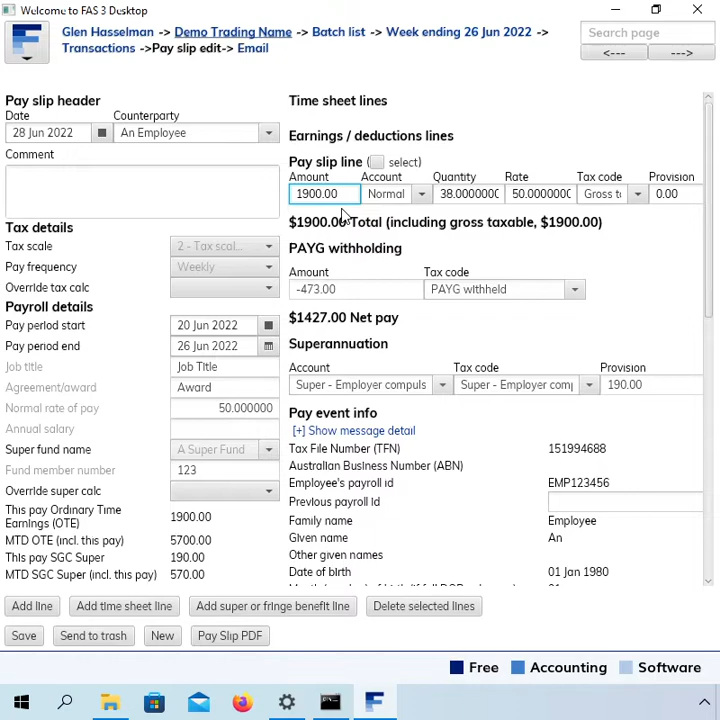 Welcome to FAS 3 Desktop
Glen Hasselman -> Demo Trading Name -> Batch list -> Week ending 26 Jun 2022 ->
Transactions ->Pay slip edit-> Email
Search page
<--- --->
Pay slip header
Date Counterparty
28 Jun 2022 An Employee
Comment
Tax details
Tax scale 2 - Tax scal...
Pay frequency Weekly
Override tax calc
Payroll details
Pay period start 20 Jun 2022
Pay period end 26 Jun 2022
Job title Job Title
Agreement/award Award
Normal rate of pay 50.000000
Annual salary
Super fund name A Super Fund
Fund member number 123
Override super calc
This pay Ordinary Time
Earnings (OTE) 1900.00
MTD OTE (incl. this pay) 5700.00
This pay SGC Super 190.00
MTD SGC Super (incl. this pay) 570.00
Time sheet lines
Earnings / deductions lines
Pay slip line ( select)
Amount Account Quantity Rate Tax code Provision
1900.00 Normal 38.0000000 50.000000 Gross t 0.00
$1900.00 Total (including gross taxable, $1900.00)
PAYG withholding
Amount Tax code
-473.00 PAYG withheld
$1427.00 Net pay
Superannuation
Account Tax code Provision
Super - Employer compuls Super - Employer comp 190.00
Pay event info
[+] Show message detail
Tax File Number (TFN) 151994688
Australian Business Number (ABN)
Employee's payroll id EMP123456
Previous payroll id
Family name Employee
Given name An
Other given names
Date of birth 01 Jan 1980
Add line Add time sheet line Add super or fringe benefit line Delete selected lines
Save Send to trash New Pay Slip PDF
Free Accounting Software